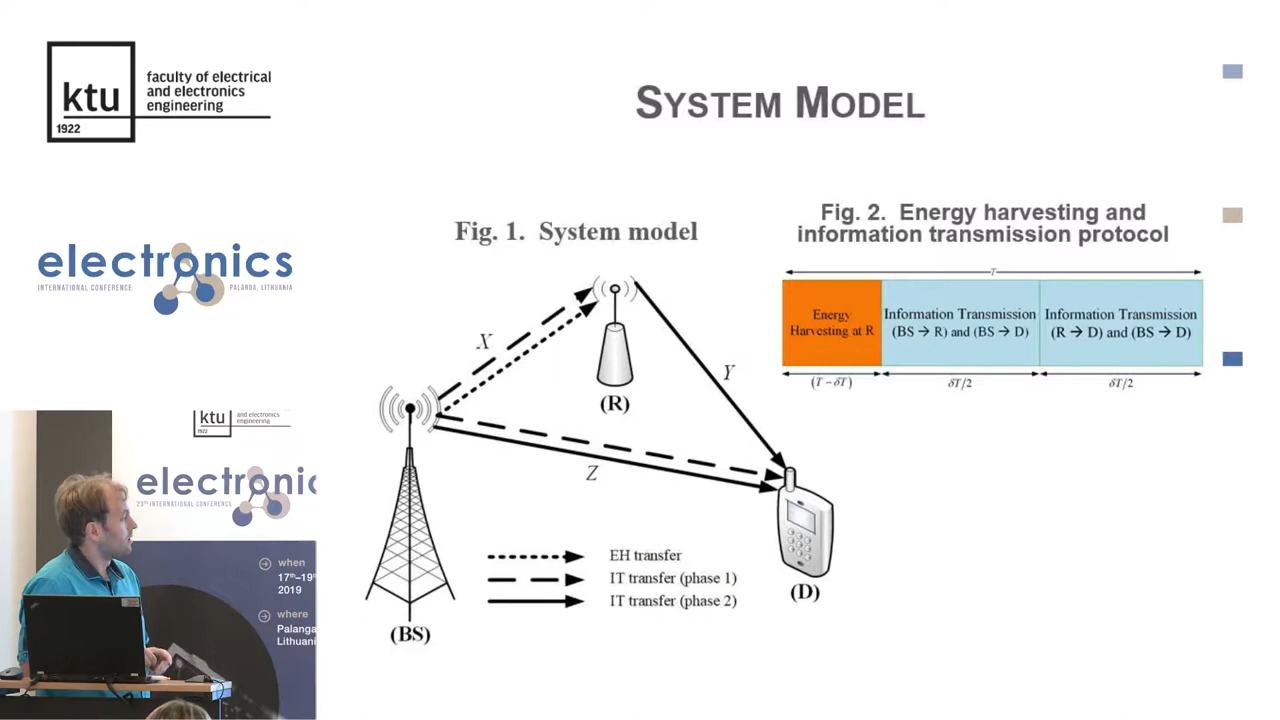 ktu
1922
faculty of electrical
and electronics
engineering
SYSTEM MODEL
electronics
INTERNATIONAL CONFERENCE
PALANGA, LITHUANIA
Fig. 1. System model
X
Y
Z
(R)
(BS)
(D)
EH transfer
IT transfer (phase 1)
IT transfer (phase 2)
Fig. 2. Energy harvesting and
information transmission protocol
T
Energy
Harvesting at R
Information Transmission
(BS → R) and (BS → D)
Information Transmission
(R → D) and (BS → D)
(T − δT)
δT/2
δT/2
ktu
1922
and electronics
engineering
electronic
23th INTERNATIONAL CONFERENCE
when
17th–19th
2019
where
Palanga
Lithuani